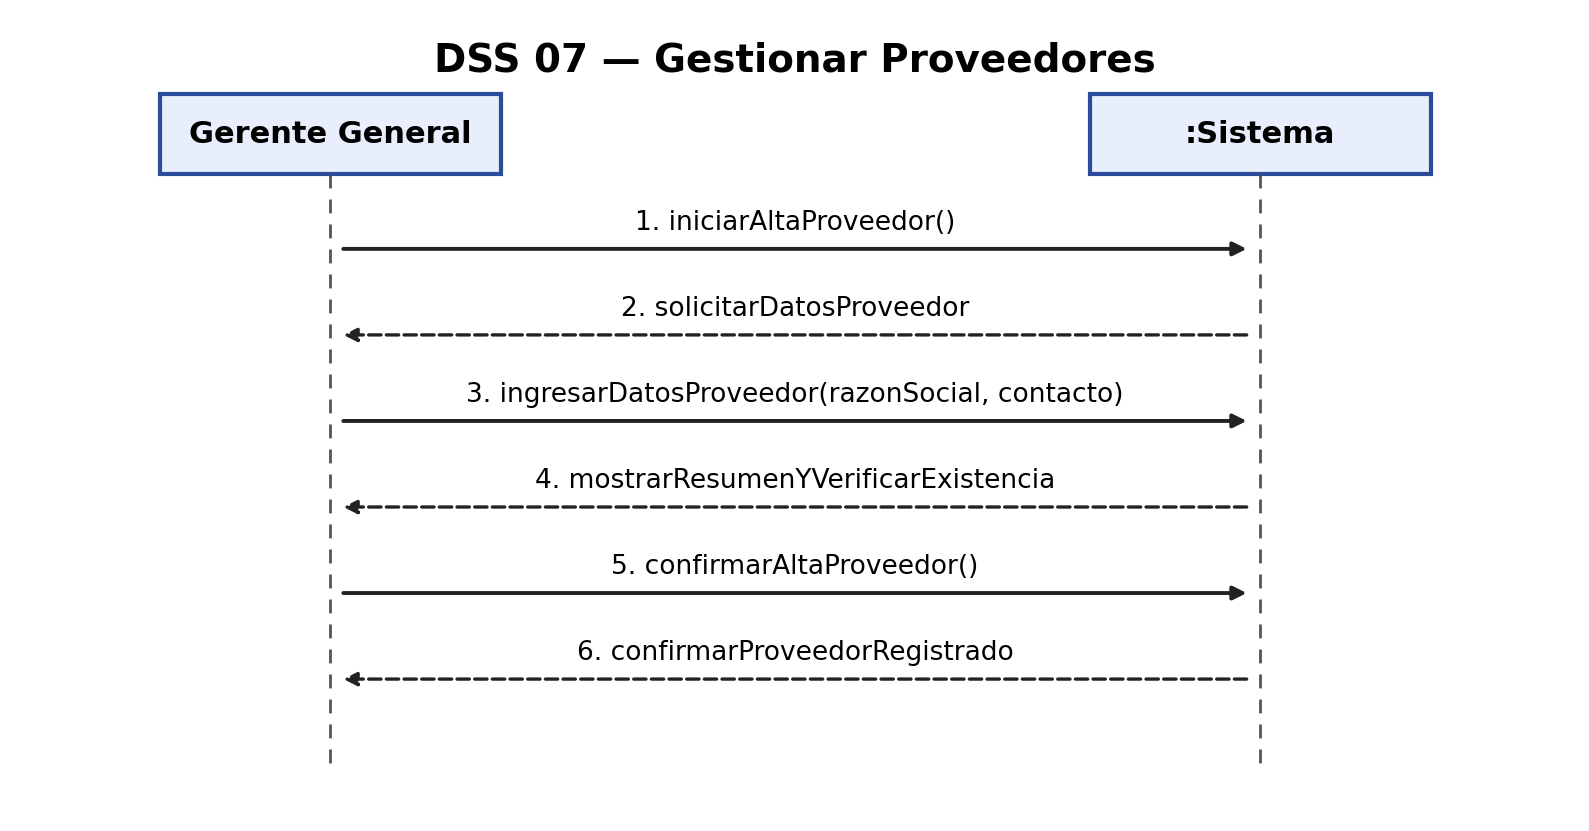 DSS 07 — Gestionar Proveedores
Gerente General
:Sistema
1. iniciarAltaProveedor()
2. solicitarDatosProveedor
3. ingresarDatosProveedor(razonSocial, contacto)
4. mostrarResumenYVerificarExistencia
5. confirmarAltaProveedor()
6. confirmarProveedorRegistrado